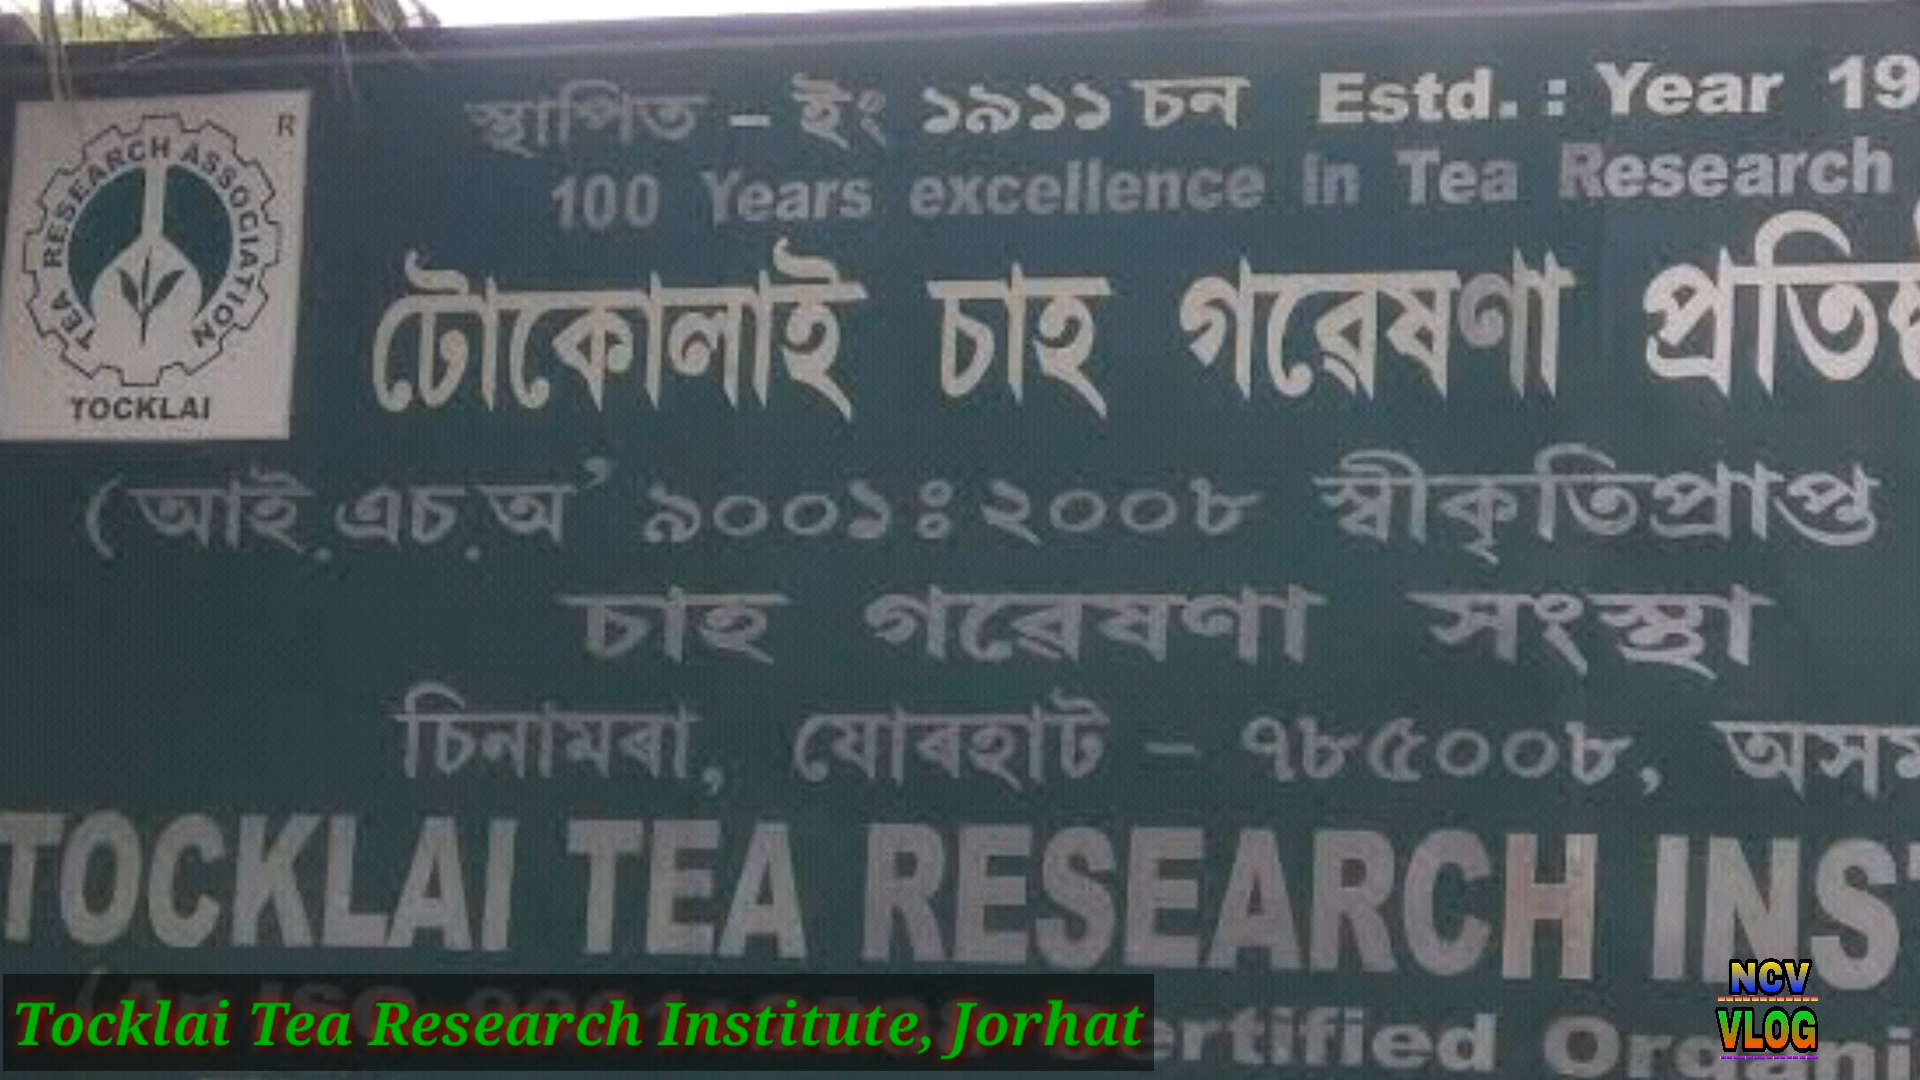 স্থাপিত – ইং ১৯১১ চন Estd. : Year 19
R
TEA RESEARCH ASSOCIATION
TOCKLAI
100 Years excellence in Tea Research
টোকোলাই চাহ গৱেষণা প্ৰতিষ্
(আই.এচ.অ' ৯০০১ঃ২০০৮ স্বীকৃতিপ্ৰাপ্ত
চাহ গৱেষণা সংস্থা
চিনামৰা, যোৰহাট – ৭৮৫০০৮, অসম
TOCKLAI TEA RESEARCH INST
ertified Organi
Tocklai Tea Research Institute, Jorhat
NCV
VLOG